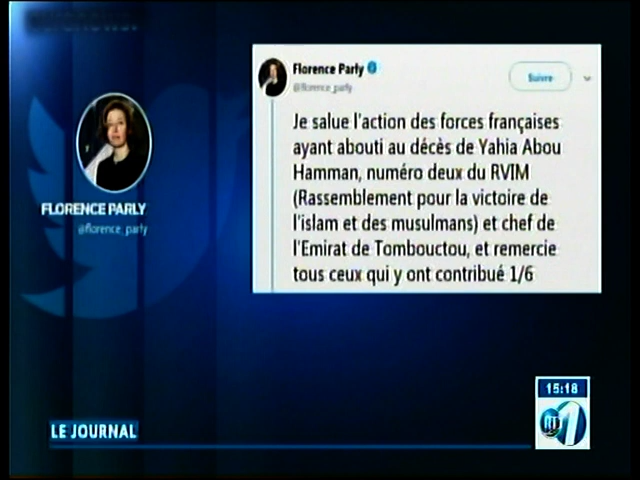 Florence Parly
@florence_parly
Suivre
Je salue l'action des forces françaises
ayant abouti au décès de Yahia Abou
Hamman, numéro deux du RVIM
(Rassemblement pour la victoire de
l'islam et des musulmans) et chef de
l'Emirat de Tombouctou, et remercie
tous ceux qui y ont contribué 1/6
FLORENCE PARLY
@florence_parly
15:18
RTI 1
LE JOURNAL